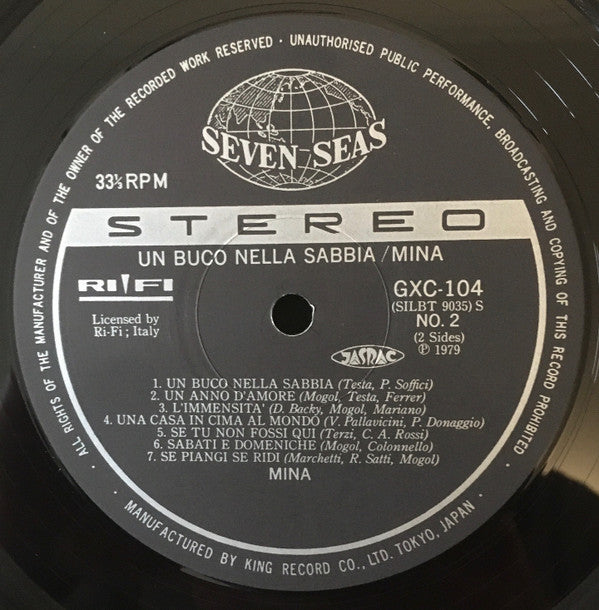 ALL RIGHTS OF THE MANUFACTURER AND OF THE OWNER OF THE RECORDED WORK RESERVED · UNAUTHORISED PUBLIC PERFORMANCE, BROADCASTING AND COPYING OF THIS RECORD PROHIBITED
SEVEN SEAS
33⅓RPM
STEREO
UN BUCO NELLA SABBIA / MINA
RI-FI
GXC-104
(SILBT 9035) S
Licensed by
Ri-Fi ; Italy
NO. 2
(2 Sides)
JASRAC
Ⓟ 1979
1. UN BUCO NELLA SABBIA (Testa, P. Soffici)
2. UN ANNO D'AMORE (Mogol, Testa, Ferrer)
3. L'IMMENSITA' (D. Backy, Mogol, Mariano)
4. UNA CASA IN CIMA AL MONDO (V. Pallavicini, P. Donaggio)
5. SE TU NON FOSSI QUI (Terzi, C. A. Rossi)
6. SABATI E DOMENICHE (Mogol, Colonnello)
7. SE PIANGI SE RIDI (Marchetti, R. Satti, Mogol)
MINA
· MANUFACTURED BY KING RECORD CO., LTD. TOKYO, JAPAN ·